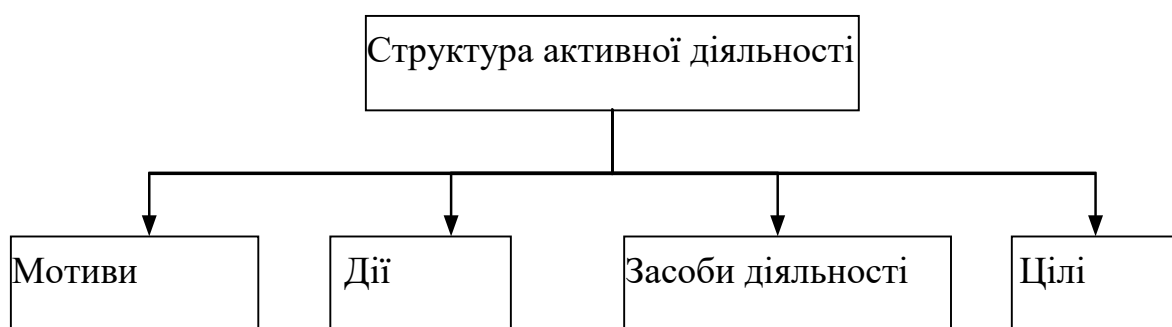 Структура активної діяльності
Мотиви
Дії
Засоби діяльності
Цілі